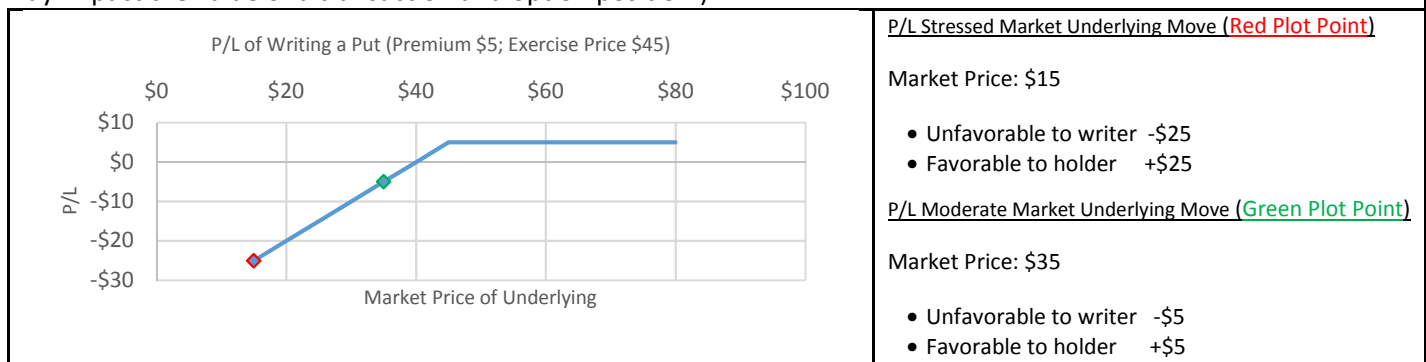 P/L of Writing a Put (Premium $5; Exercise Price $45)
$0 $20 $40 $60 $80 $100
$10
$0
-$10
-$20
-$30
P/L
Market Price of Underlying
P/L Stressed Market Underlying Move (Red Plot Point)
Market Price: $15
• Unfavorable to writer -$25
• Favorable to holder +$25
P/L Moderate Market Underlying Move (Green Plot Point)
Market Price: $35
• Unfavorable to writer -$5
• Favorable to holder +$5